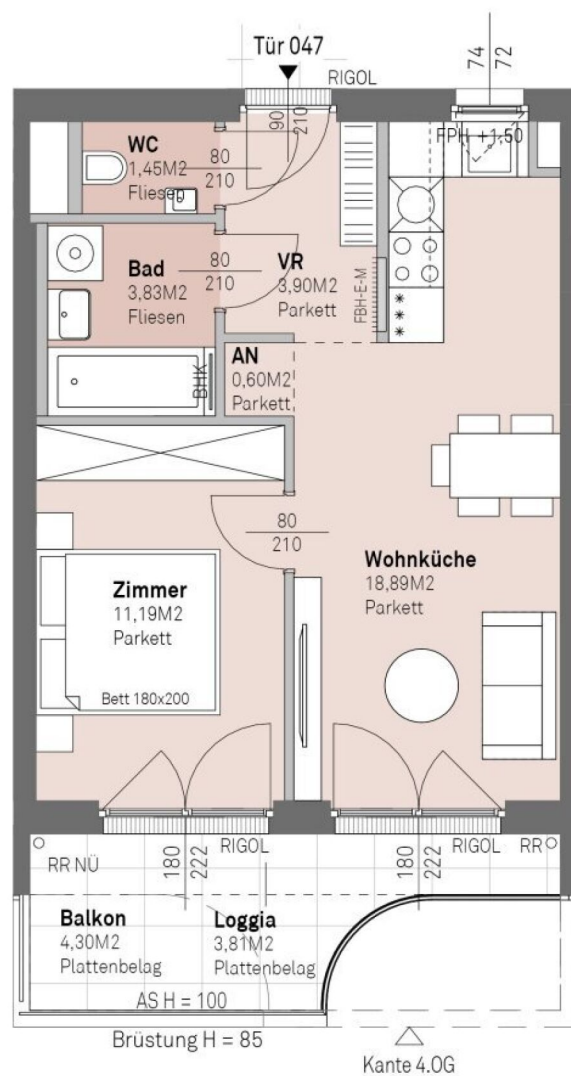 Tür 047
RIGOL
74
72
90
210
FPH +1,50
WC
1,45M2
Fliesen
80
210
Bad
3,83M2
Fliesen
80
210
VR
3,90M2
Parkett
FBH-E-M
BHK
AN
0,60M2
Parkett
80
210
Zimmer
11,19M2
Parkett
Bett 180x200
Wohnküche
18,89M2
Parkett
RR NÜ
180
222
RIGOL
180
222
RIGOL
RR
Balkon
4,30M2
Plattenbelag
Loggia
3,81M2
Plattenbelag
AS H = 100
Brüstung H = 85
Kante 4.OG